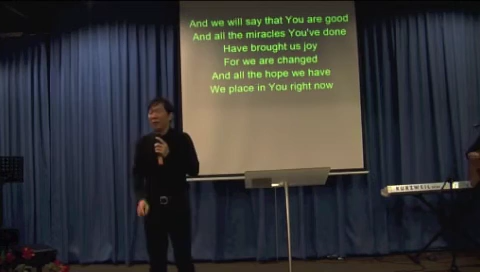 And we will say that You are good
And all the miracles You've done
Have brought us joy
For we are changed
And all the hope we have
We place in You right now
KURZWEIL